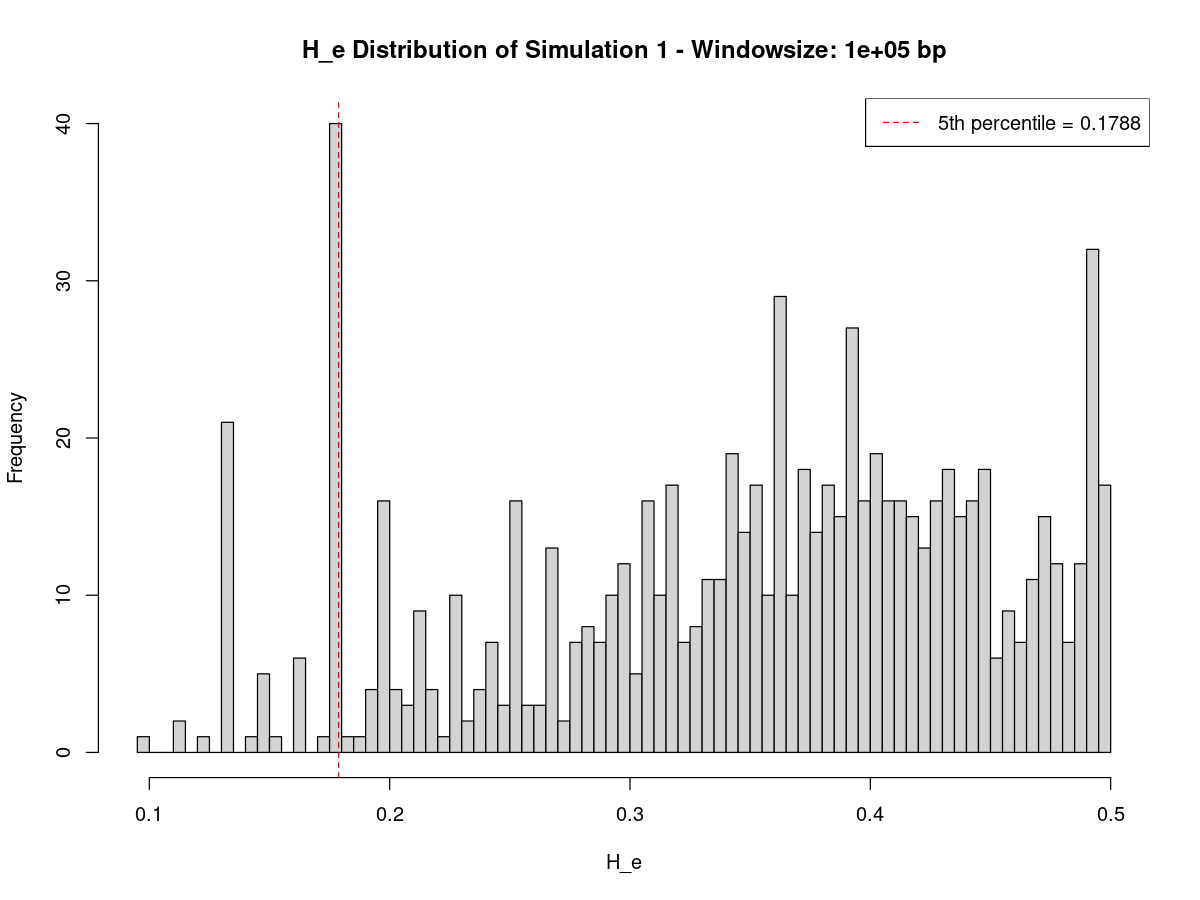 H_e Distribution of Simulation 1 - Windowsize: 1e+05 bp
5th percentile = 0.1788
Frequency
40
30
20
10
0
0.1 0.2 0.3 0.4 0.5
H_e